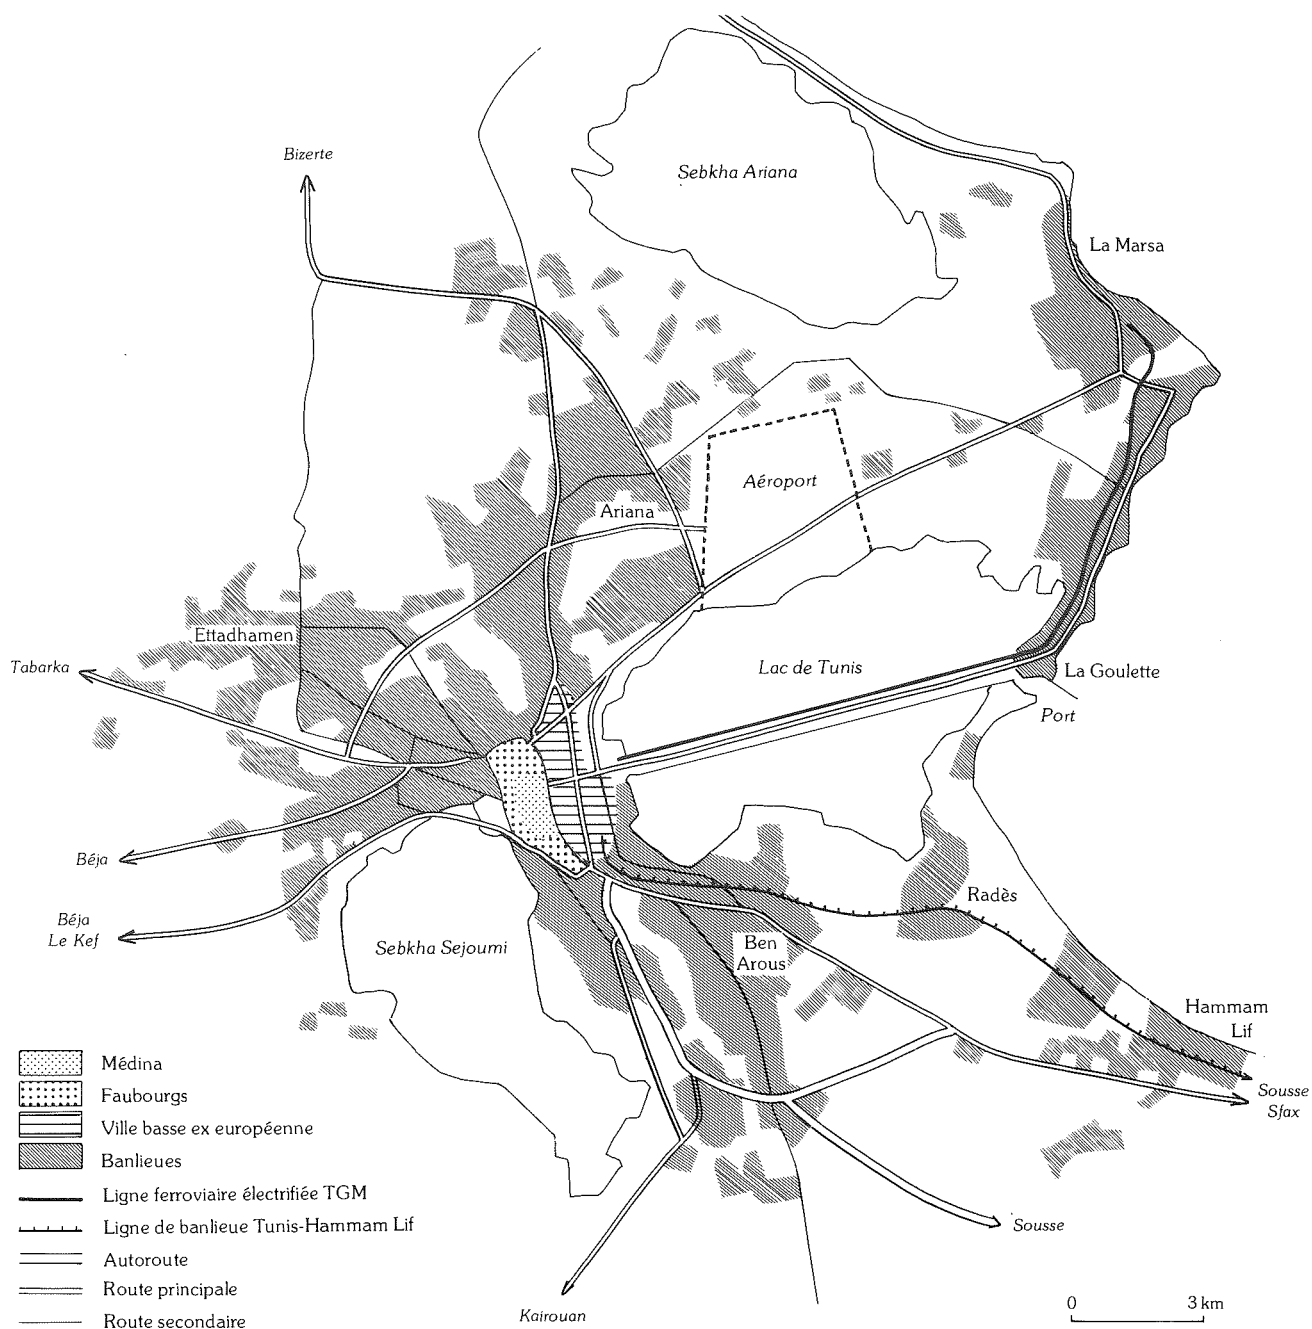 Bizerte
Sebkha Ariana
La Marsa
Aéroport
Ariana
Ettadhamen
Tabarka
Lac de Tunis
La Goulette
Port
Béja
Béja
Le Kef
Sebkha Sejoumi
Radès
Ben
Arous
Hammam
Lif
Sousse
Sfax
Sousse
Kairouan
Médina
Faubourgs
Ville basse ex européenne
Banlieues
Ligne ferroviaire électrifiée TGM
Ligne de banlieue Tunis-Hammam Lif
Autoroute
Route principale
Route secondaire
0 3 km